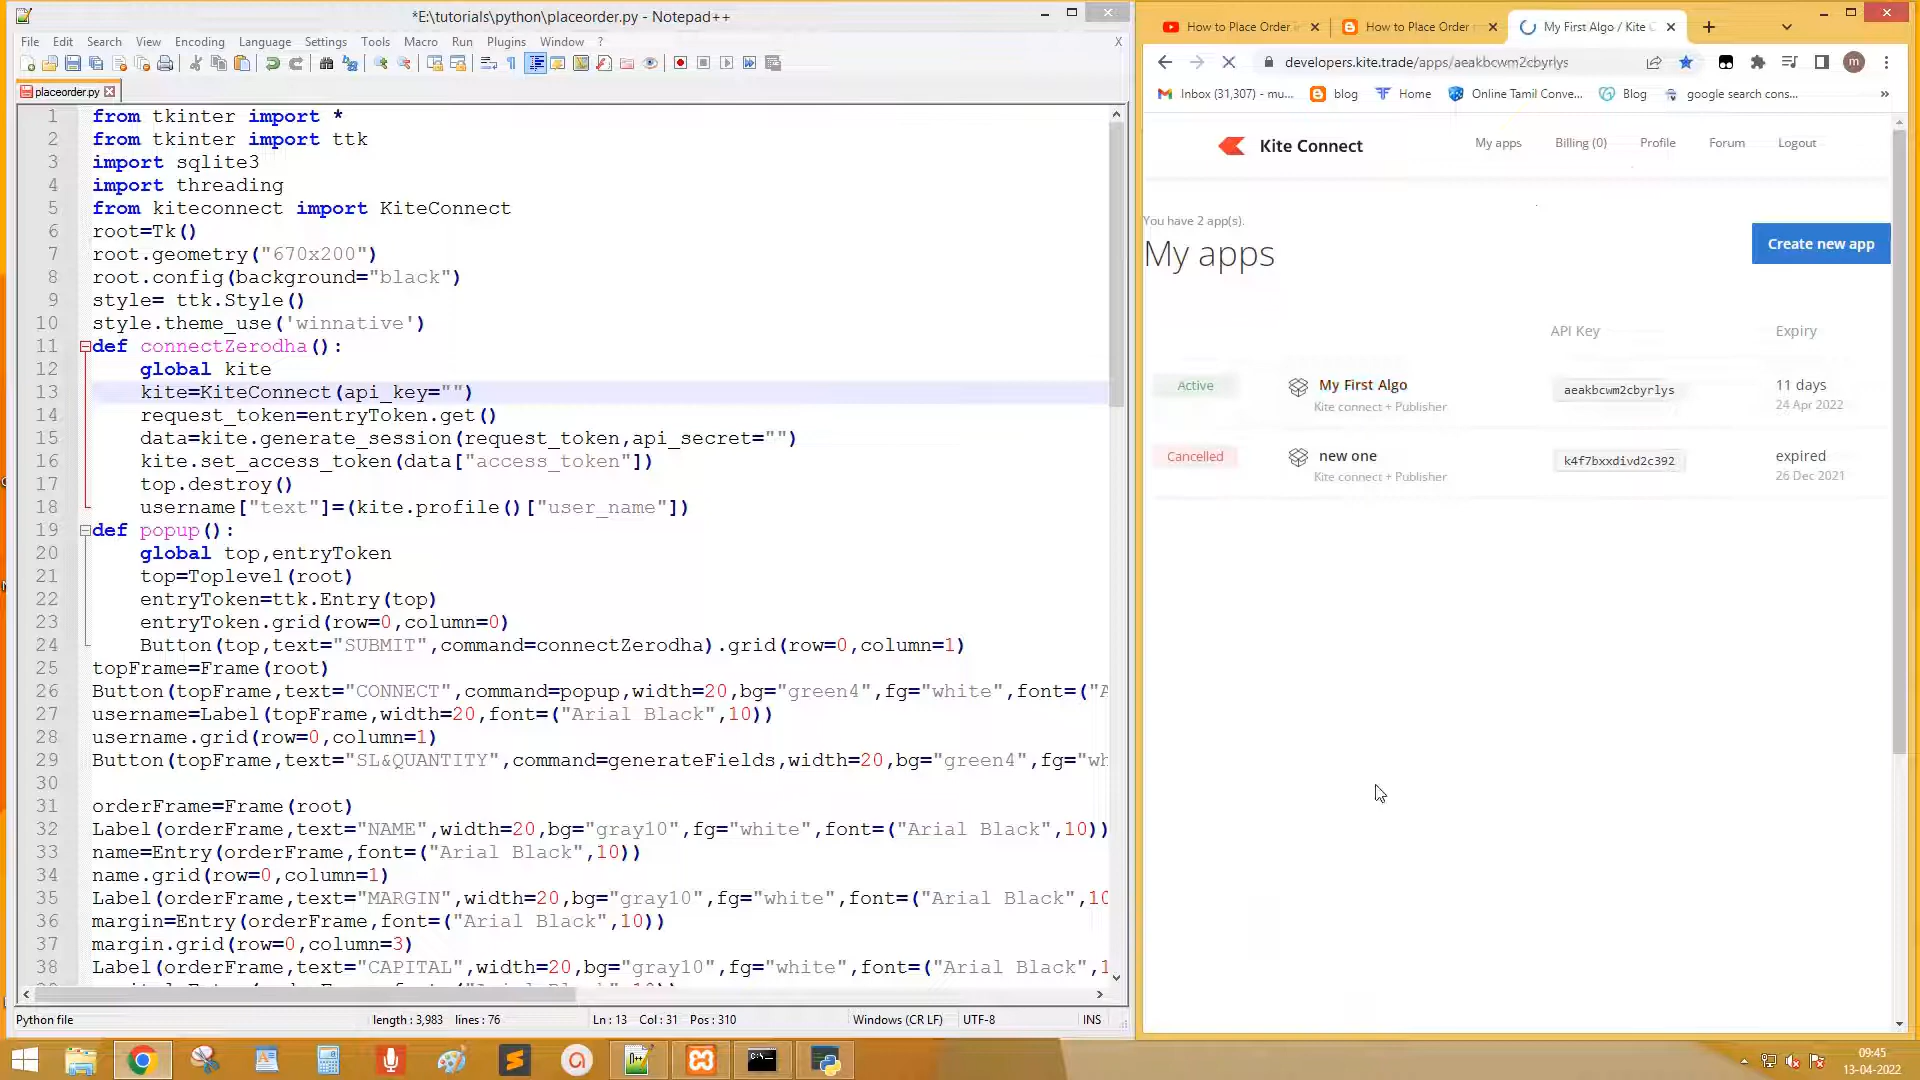 *E:\tutorials\python\placeorder.py - Notepad++
File Edit Search View Encoding Language Settings Tools Macro Run Plugins Window ? X
placeorder.py
1 from tkinter import *
2 from tkinter import ttk
3 import sqlite3
4 import threading
5 from kiteconnect import KiteConnect
6 root=Tk()
7 root.geometry("670x200")
8 root.config(background="black")
9 style= ttk.Style()
10 style.theme_use('winnative')
11 def connectZerodha():
12 global kite
13 kite=KiteConnect(api_key="")
14 request_token=entryToken.get()
15 data=kite.generate_session(request_token,api_secret="")
16 kite.set_access_token(data["access_token"])
17 top.destroy()
18 username["text"]=(kite.profile()["user_name"])
19 def popup():
20 global top,entryToken
21 top=Toplevel(root)
22 entryToken=ttk.Entry(top)
23 entryToken.grid(row=0,column=0)
24 Button(top,text="SUBMIT",command=connectZerodha).grid(row=0,column=1)
25 topFrame=Frame(root)
26 Button(topFrame,text="CONNECT",command=popup,width=20,bg="green4",fg="white",font=("A
27 username=Label(topFrame,width=20,font=("Arial Black",10))
28 username.grid(row=0,column=1)
29 Button(topFrame,text="SL&QUANTITY",command=generateFields,width=20,bg="green4",fg="wh
30
31 orderFrame=Frame(root)
32 Label(orderFrame,text="NAME",width=20,bg="gray10",fg="white",font=("Arial Black",10))
33 name=Entry(orderFrame,font=("Arial Black",10))
34 name.grid(row=0,column=1)
35 Label(orderFrame,text="MARGIN",width=20,bg="gray10",fg="white",font=("Arial Black",10
36 margin=Entry(orderFrame,font=("Arial Black",10))
37 margin.grid(row=0,column=3)
38 Label(orderFrame,text="CAPITAL",width=20,bg="gray10",fg="white",font=("Arial Black",1
Python file length : 3,983 lines : 76 Ln : 13 Col : 31 Pos : 310 Windows (CR LF) UTF-8 INS
How to Place Order How to Place Order My First Algo / Kite C
developers.kite.trade/apps/aeakbcwm2cbyrlys m
Inbox (31,307) - mu... blog Home Online Tamil Conve... Blog google search cons... »
Kite Connect My apps Billing (0) Profile Forum Logout
You have 2 app(s).
My apps Create new app
API Key Expiry
Active My First Algo aeakbcwm2cbyrlys 11 days
Kite connect + Publisher 24 Apr 2022
Cancelled new one k4f7bxxdivd2c392 expired
Kite connect + Publisher 26 Dec 2021
09:45
13-04-2022